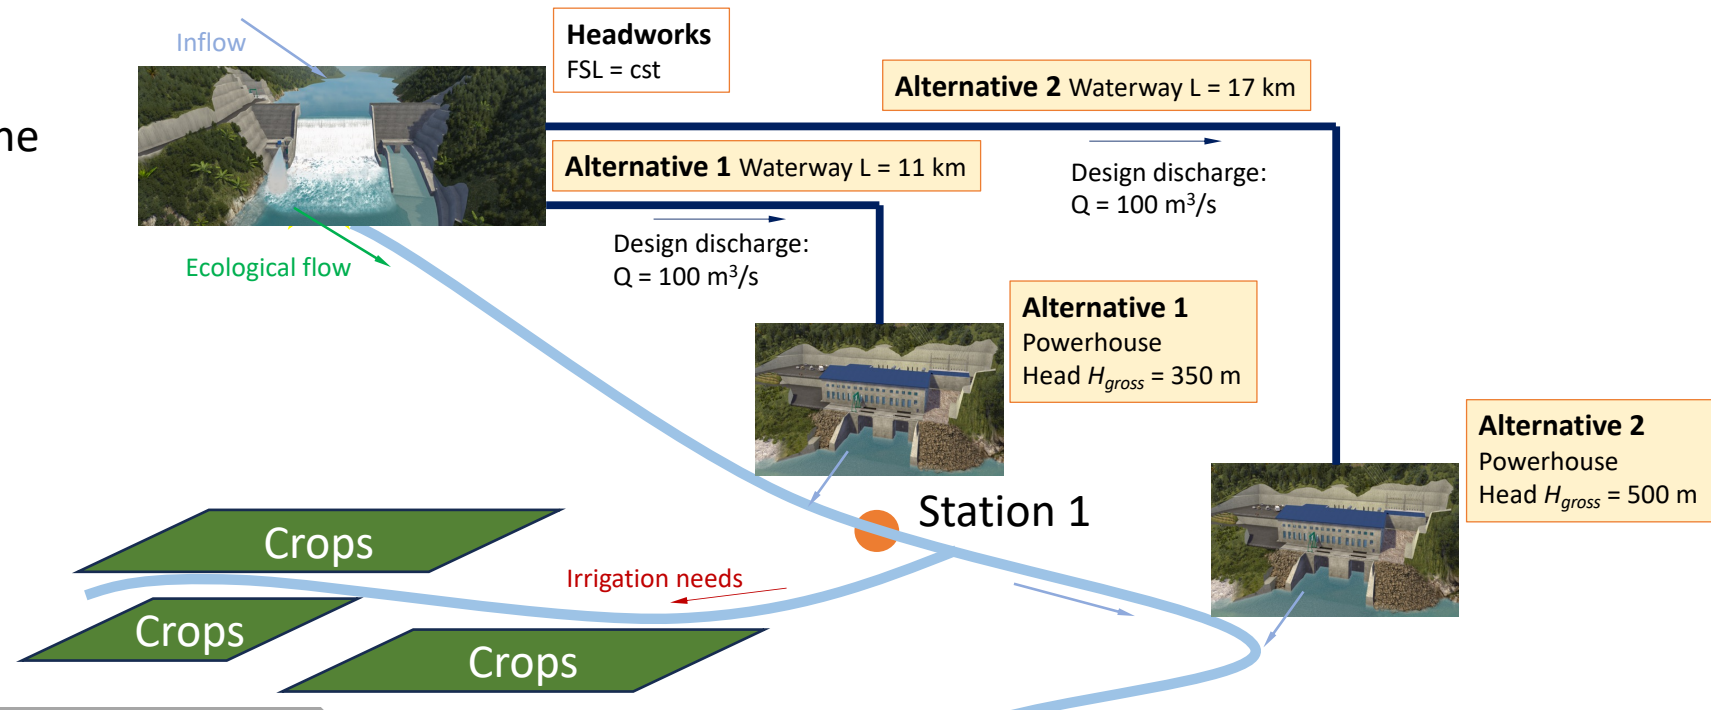 Inflow
Headworks
FSL = cst
Alternative 2 Waterway L = 17 km
ne
Alternative 1 Waterway L = 11 km
Design discharge:
Q = 100 m³/s
Design discharge:
Q = 100 m³/s
Ecological flow
Alternative 1
Powerhouse
Head Hgross = 350 m
Alternative 2
Powerhouse
Head Hgross = 500 m
Station 1
Crops
Irrigation needs
Crops
Crops